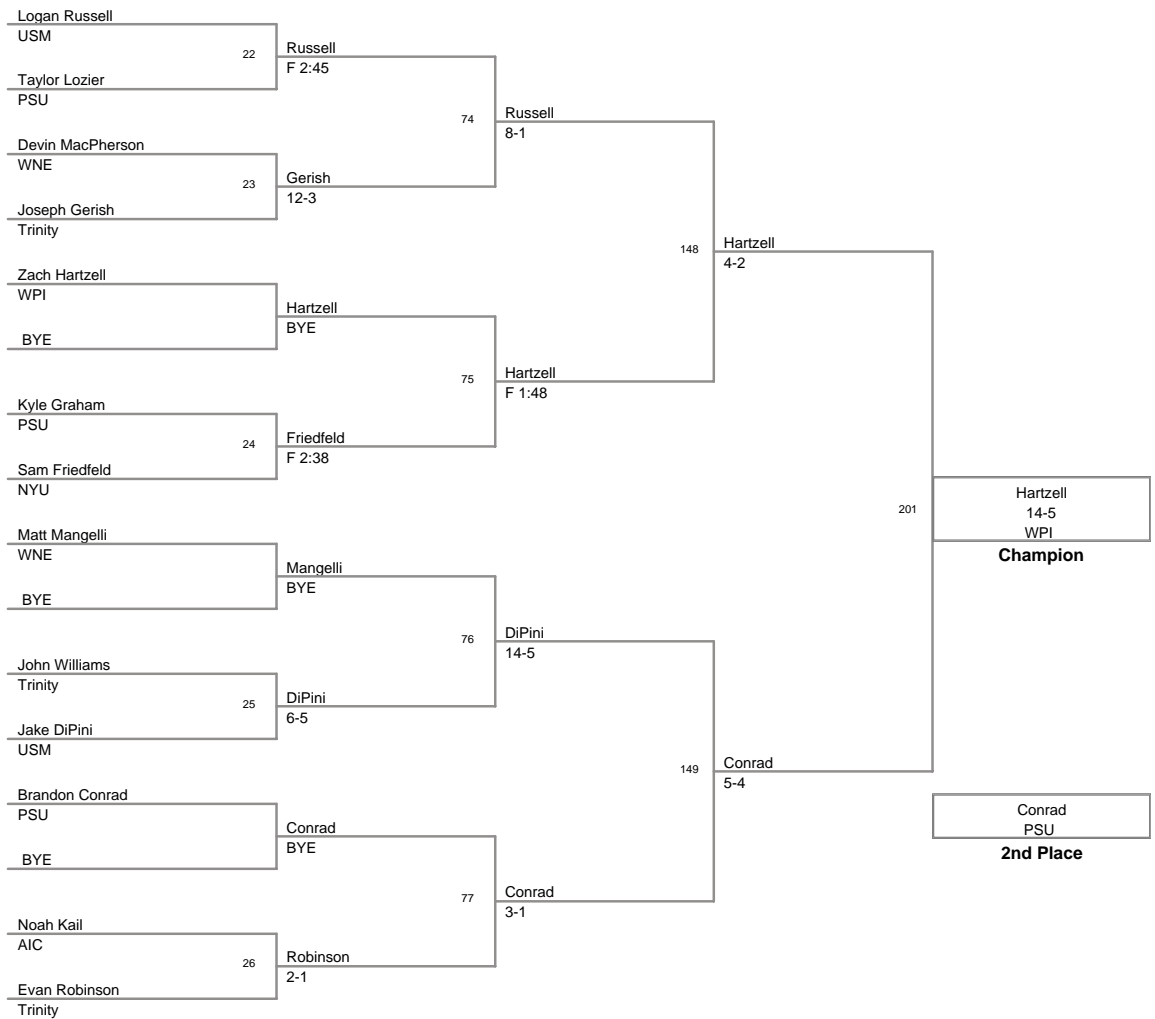 Logan Russell
USM
22
Taylor Lozier
PSU
Russell
F 2:45
Devin MacPherson
WNE
23
Joseph Gerish
Trinity
Gerish
12-3
74
Russell
8-1
Zach Hartzell
WPI
BYE
Hartzell
BYE
Kyle Graham
PSU
24
Sam Friedfeld
NYU
Friedfeld
F 2:38
75
Hartzell
F 1:48
148
Hartzell
4-2
Matt Mangelli
WNE
BYE
Mangelli
BYE
John Williams
Trinity
25
Jake DiPini
USM
DiPini
6-5
76
DiPini
14-5
Brandon Conrad
PSU
BYE
Conrad
BYE
Noah Kail
AIC
26
Evan Robinson
Trinity
Robinson
2-1
77
Conrad
3-1
149
Conrad
5-4
201
Hartzell
14-5
WPI
Champion
Conrad
PSU
2nd Place